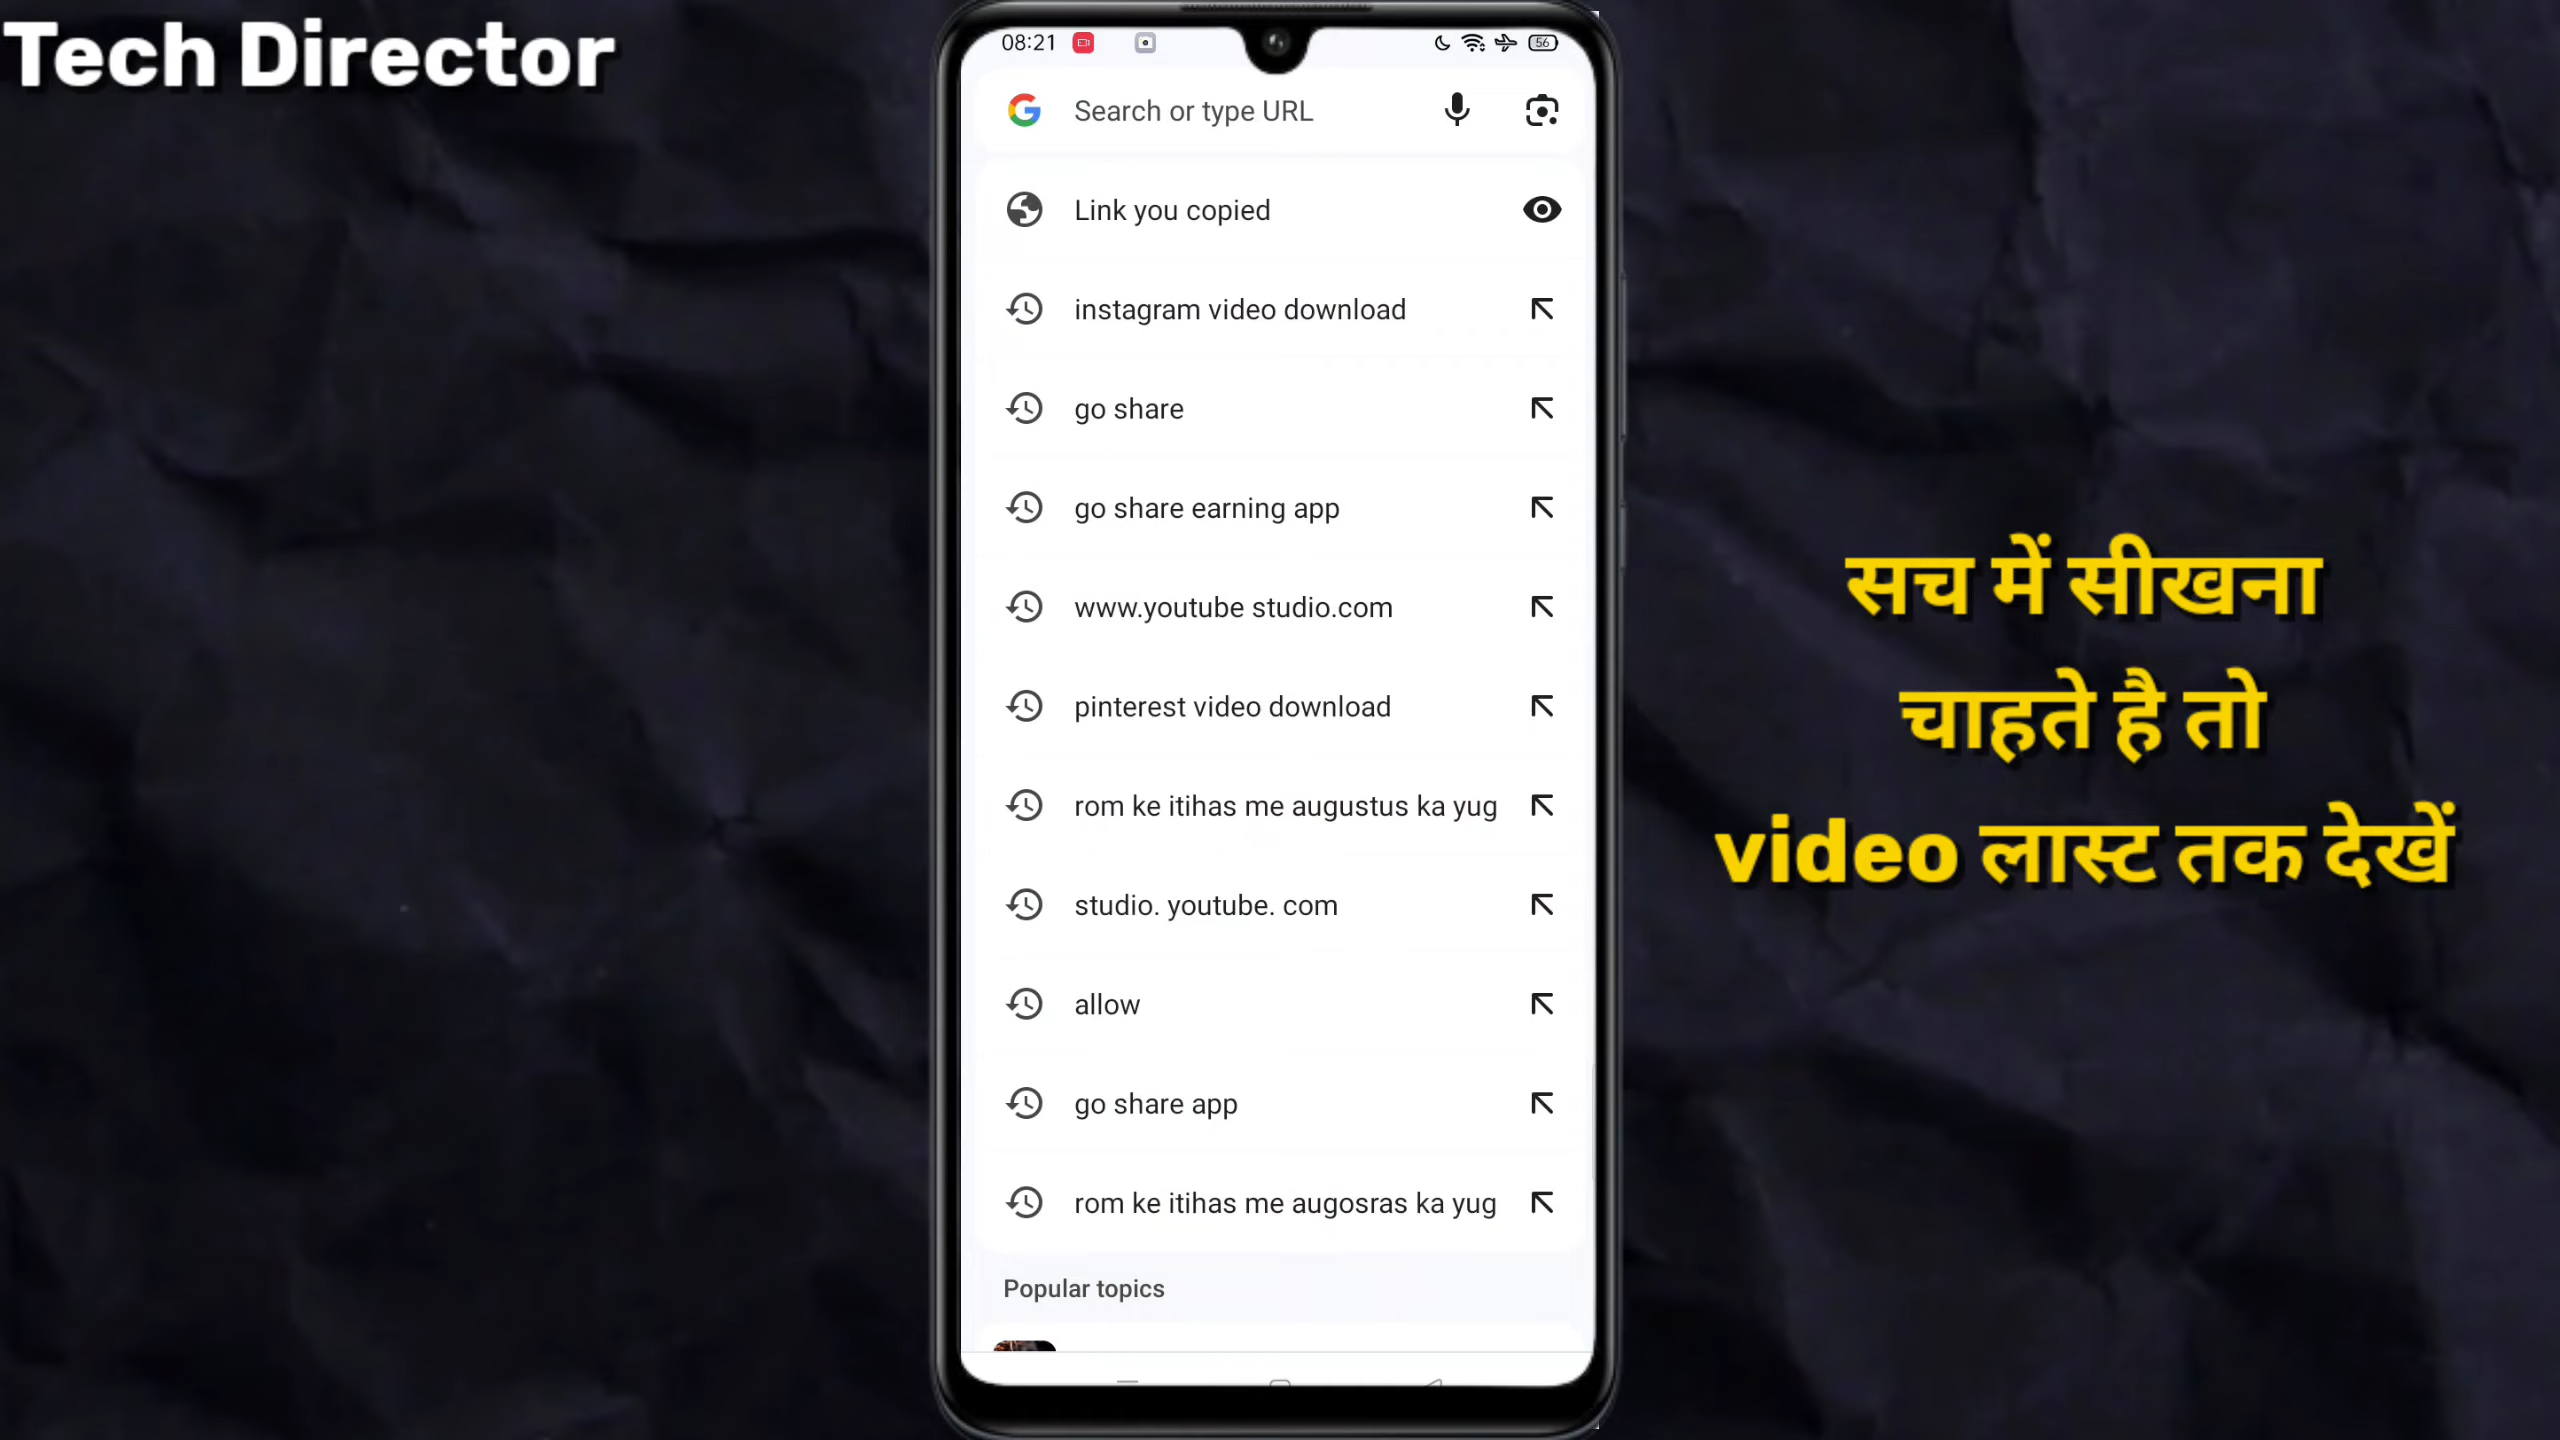 Tech Director
08:21
56
Search or type URL
Link you copied
instagram video download
go share
go share earning app
www.youtube studio.com
pinterest video download
rom ke itihas me augustus ka yug
studio. youtube. com
allow
go share app
rom ke itihas me augosras ka yug
Popular topics
सच में सीखना
चाहते है तो
video लास्ट तक देखें